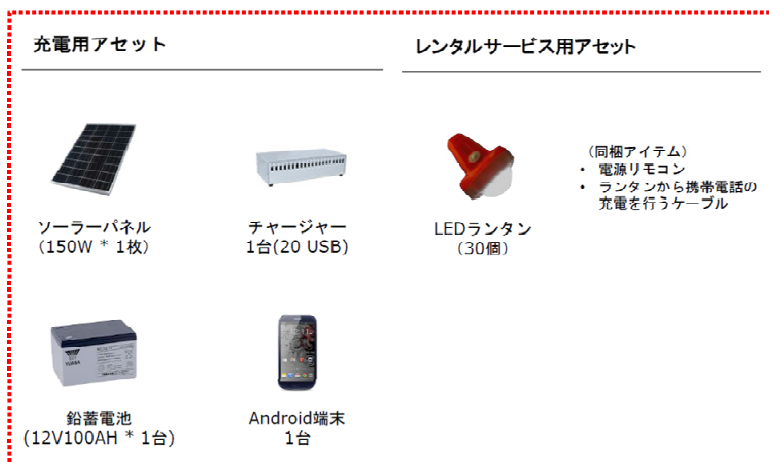 充電用アセット
レンタルサービス用アセット
ソーラーパネル
(150W * 1枚)
チャージャー
1台(20 USB)
LEDランタン
(30個)
(同梱アイテム)
・ 電源リモコン
・ ランタンから携帯電話の
充電を行うケーブル
鉛蓄電池
(12V100AH * 1台)
Android端末
1台